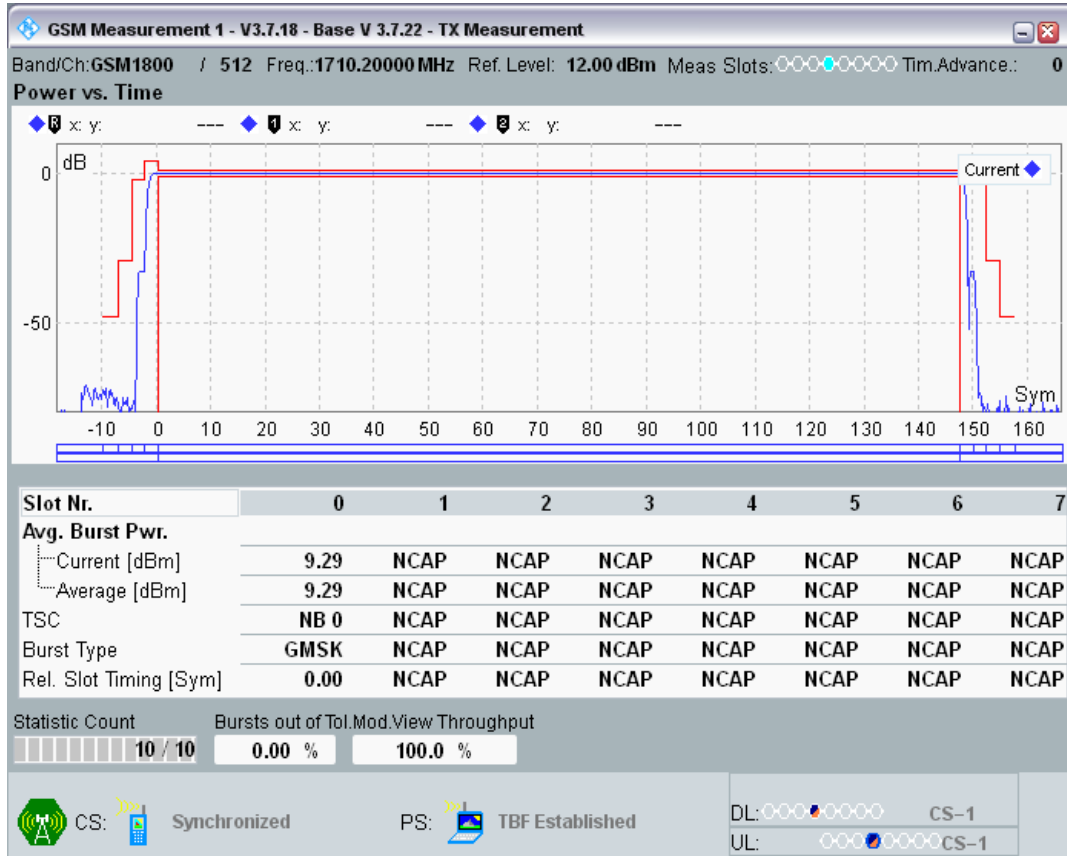 GSM Measurement 1 - V3.7.18 - Base V 3.7.22 - TX Measurement
Band/Ch:GSM1800 / 512 Freq.:1710.20000 MHz Ref. Level: 12.00 dBm Meas Slots: Tim.Advance.: 0
Power vs. Time
R x: y: --- 1 x: y: --- 2 x: y: ---
dB
Current
0
-50
Sym
-10 0 10 20 30 40 50 60 70 80 90 100 110 120 130 140 150 160
Slot Nr. 0 1 2 3 4 5 6 7
Avg. Burst Pwr.
Current [dBm] 9.29 NCAP NCAP NCAP NCAP NCAP NCAP NCAP
Average [dBm] 9.29 NCAP NCAP NCAP NCAP NCAP NCAP NCAP
TSC NB 0 NCAP NCAP NCAP NCAP NCAP NCAP NCAP
Burst Type GMSK NCAP NCAP NCAP NCAP NCAP NCAP NCAP
Rel. Slot Timing [Sym] 0.00 NCAP NCAP NCAP NCAP NCAP NCAP NCAP
Statistic Count Bursts out of Tol. Mod.View Throughput
10 / 10 0.00 % 100.0 %
CS: Synchronized PS: TBF Established DL: CS-1
UL: CS-1